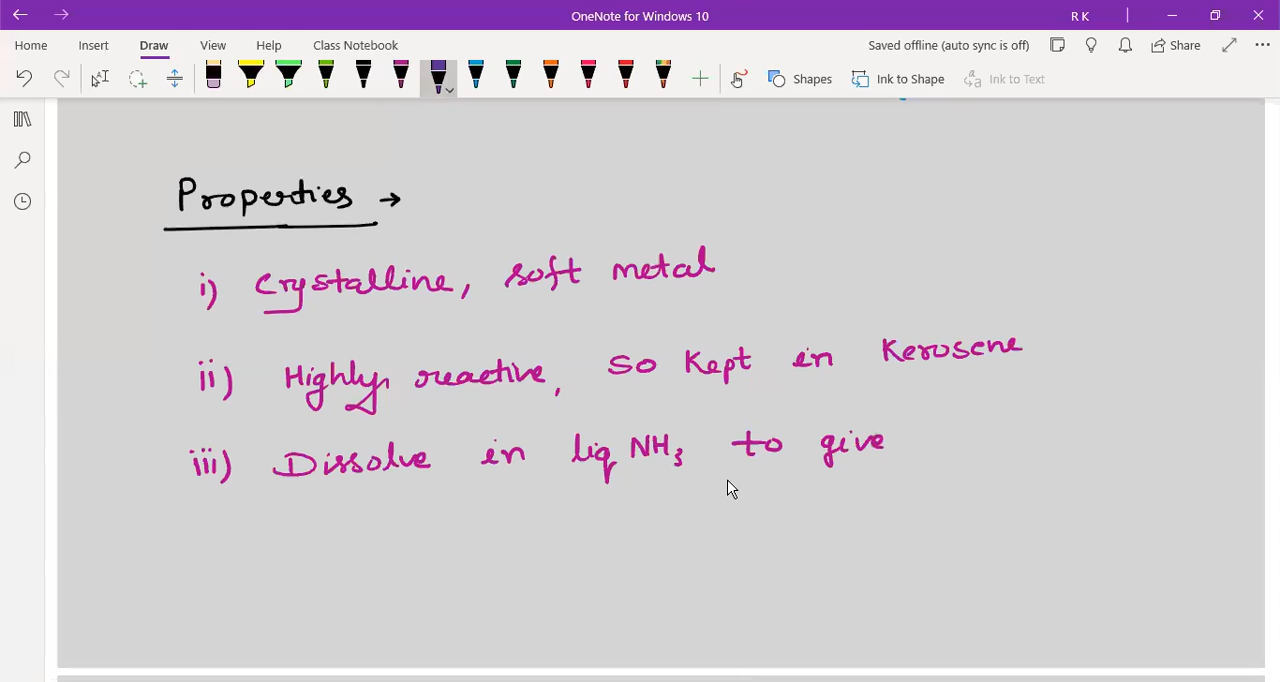 OneNote for Windows 10
R K
Home Insert Draw View Help Class Notebook
Saved offline (auto sync is off) Share
Shapes Ink to Shape Ink to Text
Properties →
i) Crystalline, soft metal
ii) Highly reactive, so kept in Kerosene
iii) Dissolve in liq NH₃ to give